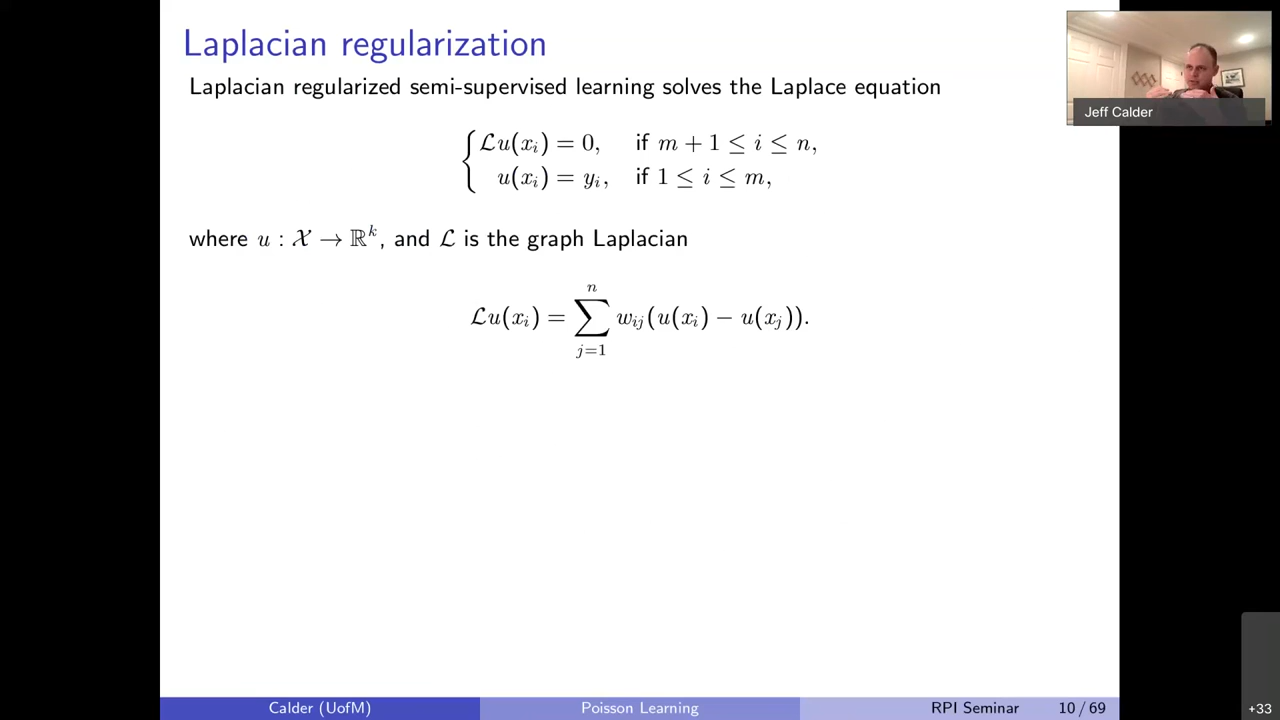 Laplacian regularization
Laplacian regularized semi-supervised learning solves the Laplace equation
ℒu(xᵢ) = 0, if m + 1 ≤ i ≤ n,
u(xᵢ) = yᵢ, if 1 ≤ i ≤ m,
where u : 𝒳 → ℝᵏ, and ℒ is the graph Laplacian
ℒu(xᵢ) = ∑ⱼ₌₁ⁿ wᵢⱼ(u(xᵢ) − u(xⱼ)).
Jeff Calder
Calder (UofM) Poisson Learning RPI Seminar 10 / 69
+33